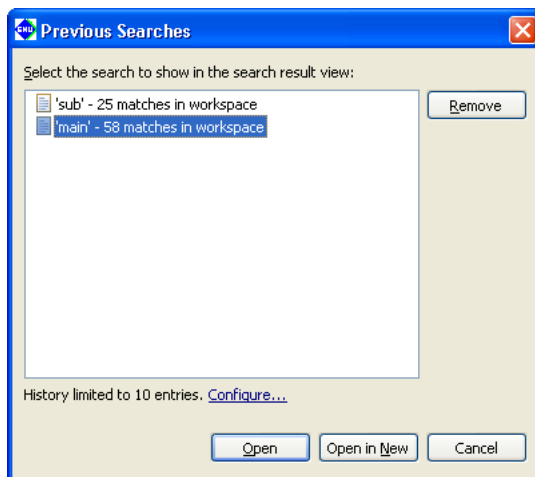 GNU Previous Searches
Select the search to show in the search result view:
'sub' - 25 matches in workspace
Remove
'main' - 58 matches in workspace
History limited to 10 entries. Configure...
Open
Open in New
Cancel